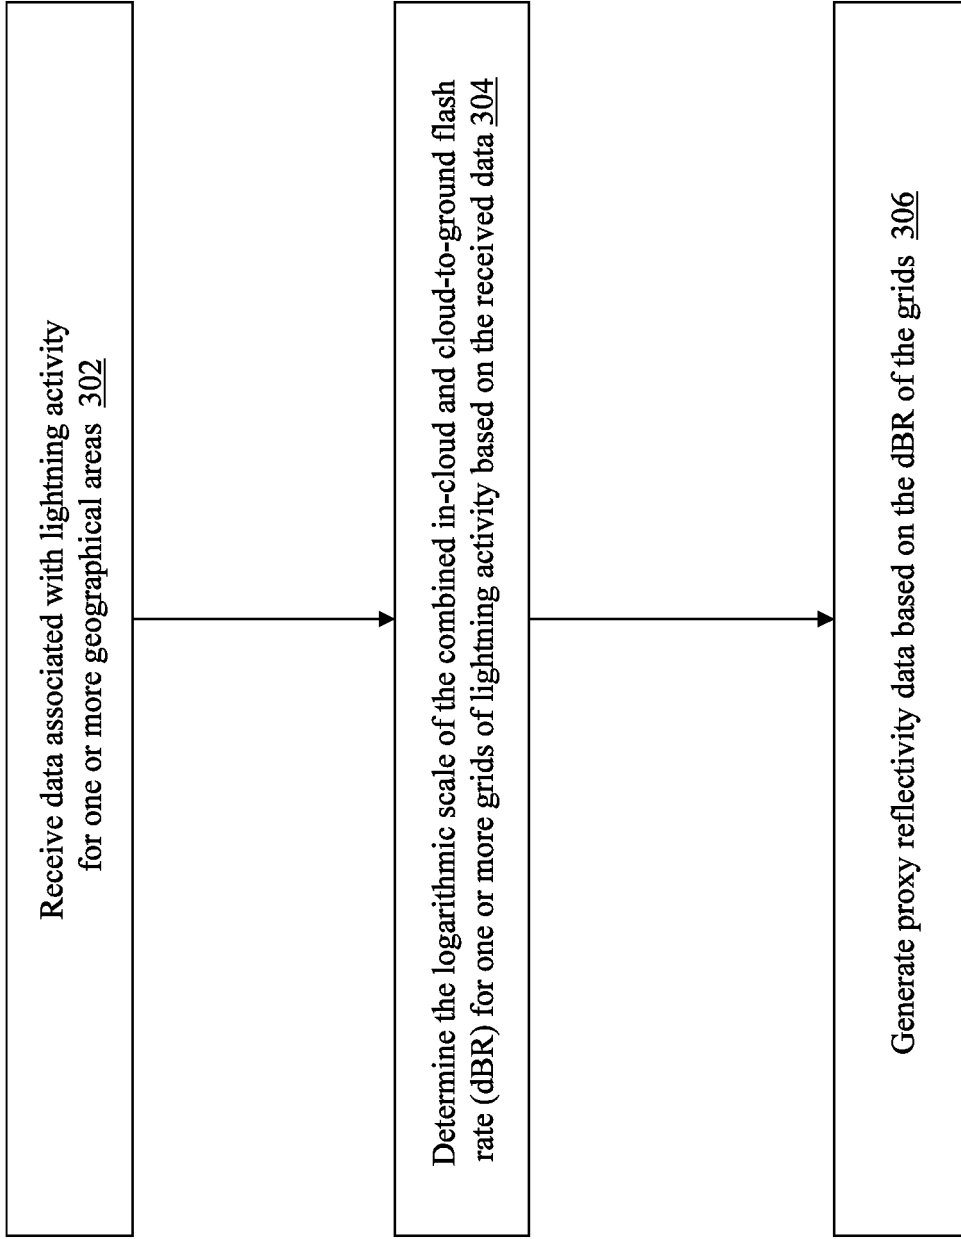 Receive data associated with lightning activity
for one or more geographical areas 302
Determine the logarithmic scale of the combined in-cloud and cloud-to-ground flash
rate (dBR) for one or more grids of lightning activity based on the received data 304
Generate proxy reflectivity data based on the dBR of the grids 306